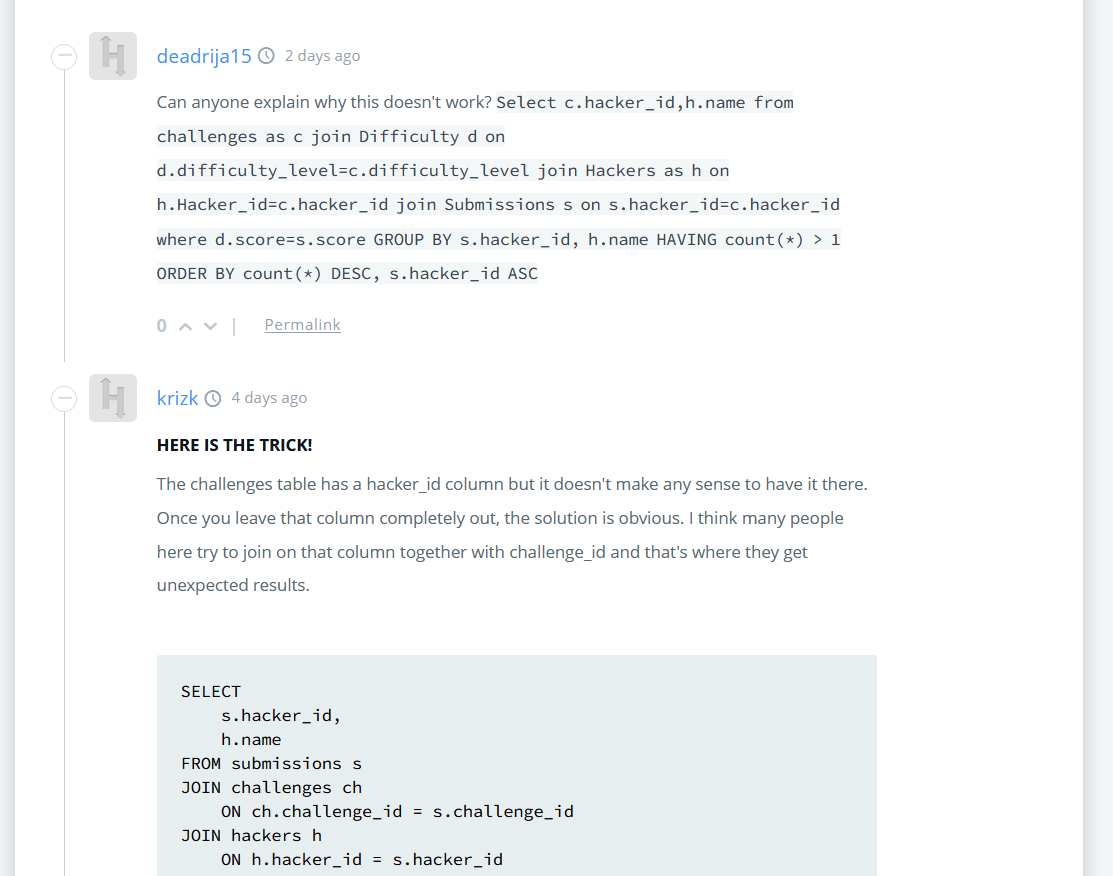 deadrija15 2 days ago
Can anyone explain why this doesn't work? Select c.hacker_id,h.name from
challenges as c join Difficulty d on
d.difficulty_level=c.difficulty_level join Hackers as h on
h.Hacker_id=c.hacker_id join Submissions s on s.hacker_id=c.hacker_id
where d.score=s.score GROUP BY s.hacker_id, h.name HAVING count(*) > 1
ORDER BY count(*) DESC, s.hacker_id ASC
0 | Permalink
krizk 4 days ago
HERE IS THE TRICK!
The challenges table has a hacker_id column but it doesn't make any sense to have it there.
Once you leave that column completely out, the solution is obvious. I think many people
here try to join on that column together with challenge_id and that's where they get
unexpected results.
SELECT
    s.hacker_id,
    h.name
FROM submissions s
JOIN challenges ch
    ON ch.challenge_id = s.challenge_id
JOIN hackers h
    ON h.hacker_id = s.hacker_id